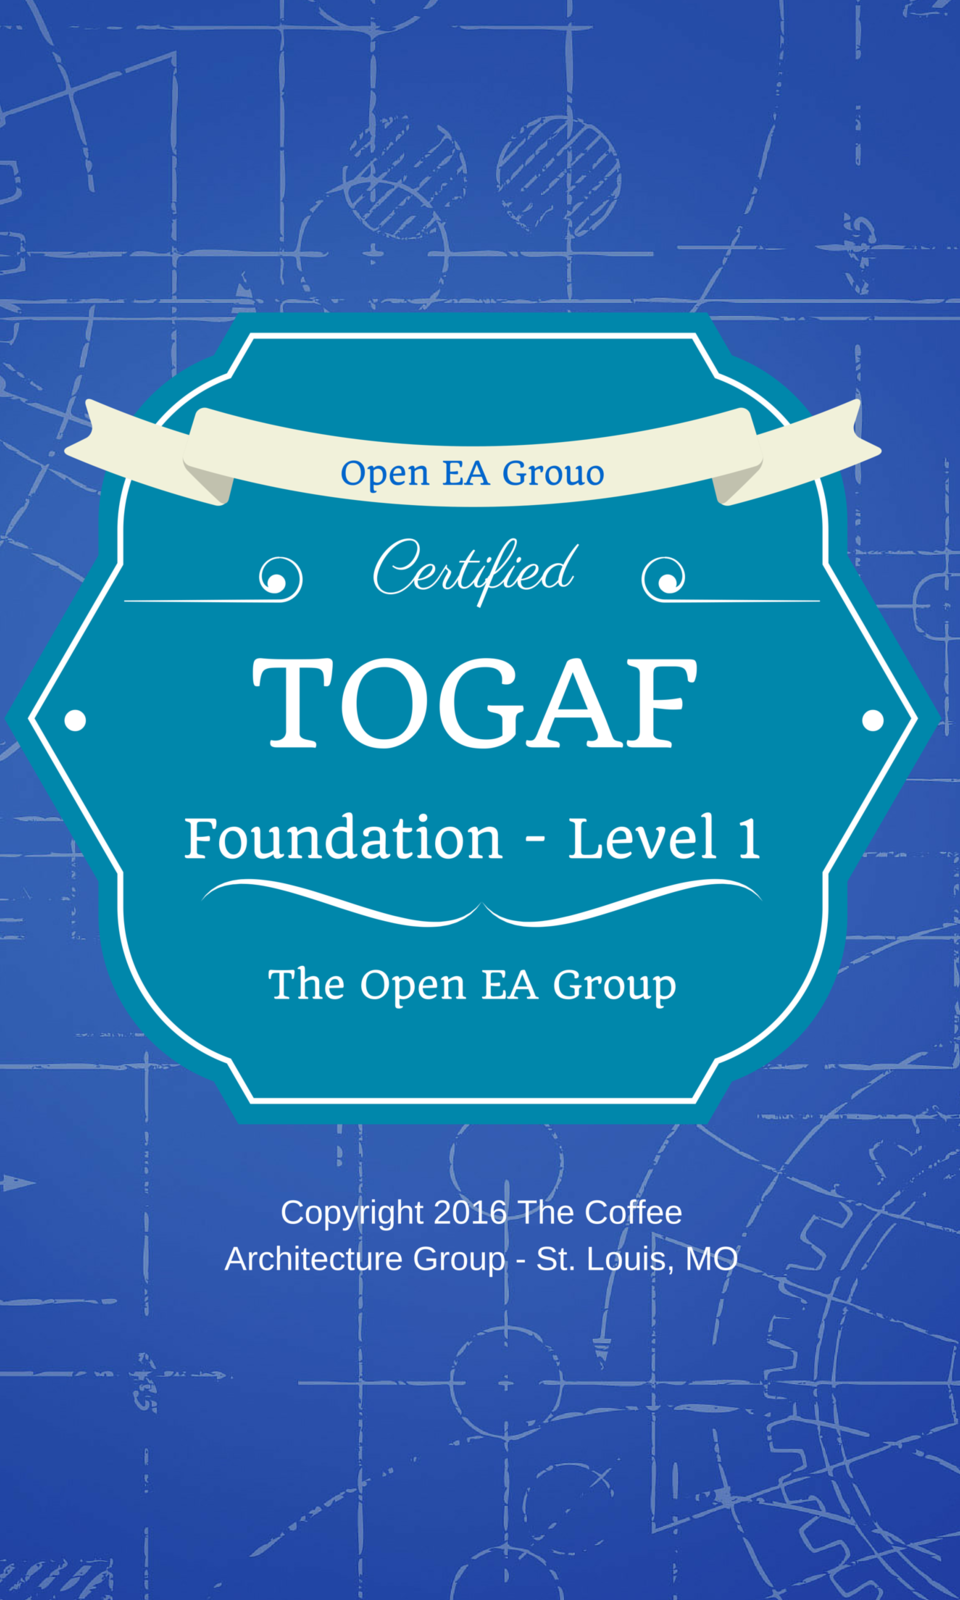 Open EA Grouo
Certified
TOGAF
Foundation - Level 1
The Open EA Group
Copyright 2016 The Coffee
Architecture Group - St. Louis, MO